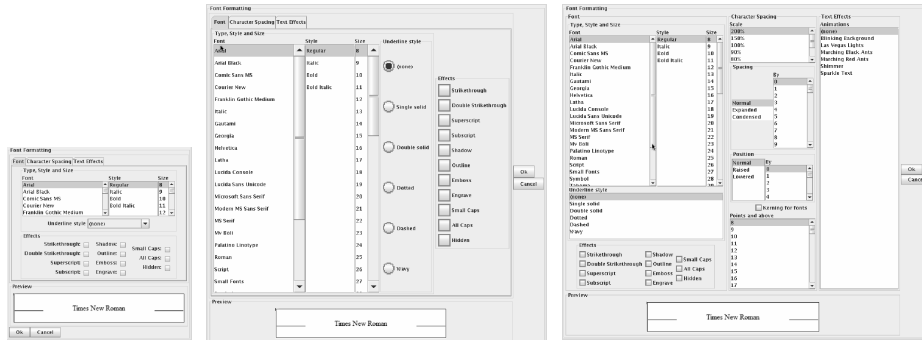 Font Formatting
Font Character Spacing Text Effects
Type, Style and Size
Font Style Size
Arial Regular 8
Arial Black Italic 9
Comic Sans MS Bold 10
Courier New Bold Italic 11
Franklin Gothic Medium 12
Underline style (none)
Effects
Strikethrough: Shadow: Small Caps:
Double Strikethrough: Outline: All Caps:
Superscript: Emboss: Hidden:
Subscript: Engrave:
Preview
Times New Roman
Ok Cancel
Font Formatting
Font Character Spacing Text Effects
Type, Style and Size
Font Style Size
Arial Regular 8
Arial Black Italic 9
Comic Sans MS Bold 10
Courier New Bold Italic 11
Franklin Gothic Medium 12
Italic 13
Gautami 14
Georgia 15
Helvetica 16
Latha 17
Lucida Console 18
Lucida Sans Unicode 19
Microsoft Sans Serif 20
Modern MS Sans Serif 21
MS Serif 22
Mv Boli 23
Palatino Linotype 24
Roman 25
Script 26
Small Fonts 27
Underline style
(none)
Single solid
Double solid
Dotted
Dashed
Wavy
Effects
Strikethrough
Double Strikethrough
Superscript
Subscript
Shadow
Outline
Emboss
Engrave
Small Caps
All Caps
Hidden
Ok
Cancel
Preview
Times New Roman
Font Formatting
Font
Type, Style and Size
Font Style Size
Arial Regular 8
Arial Black Italic 9
Comic Sans MS Bold 10
Courier New Bold Italic 11
Franklin Gothic Medium 12
Italic 13
Gautami 14
Georgia 15
Helvetica 16
Latha 17
Lucida Console 18
Lucida Sans Unicode 19
Microsoft Sans Serif 20
Modern MS Sans Serif 21
MS Serif 22
Mv Boli 23
Palatino Linotype 24
Roman 25
Script 26
Small Fonts 27
Symbol 28
Underline style
(none)
Single solid
Double solid
Dotted
Dashed
Wavy
Effects
Strikethrough Shadow Small Caps
Double Strikethrough Outline All Caps
Superscript Emboss Hidden
Subscript Engrave
Character Spacing
Scale
200%
150%
100%
90%
80%
Spacing
By
0
1
2
Normal 3
Expanded 4
Condensed 5
6
7
8
9
Position
By
Normal 0
Raised 1
Lowered 2
3
4
Kerning for fonts
Points and above
8
9
10
11
12
13
14
15
16
17
Text Effects
Animations
(none)
Blinking Background
Las Vegas Lights
Marching Black Ants
Marching Red Ants
Shimmer
Sparkle Text
Ok
Cancel
Preview
Times New Roman